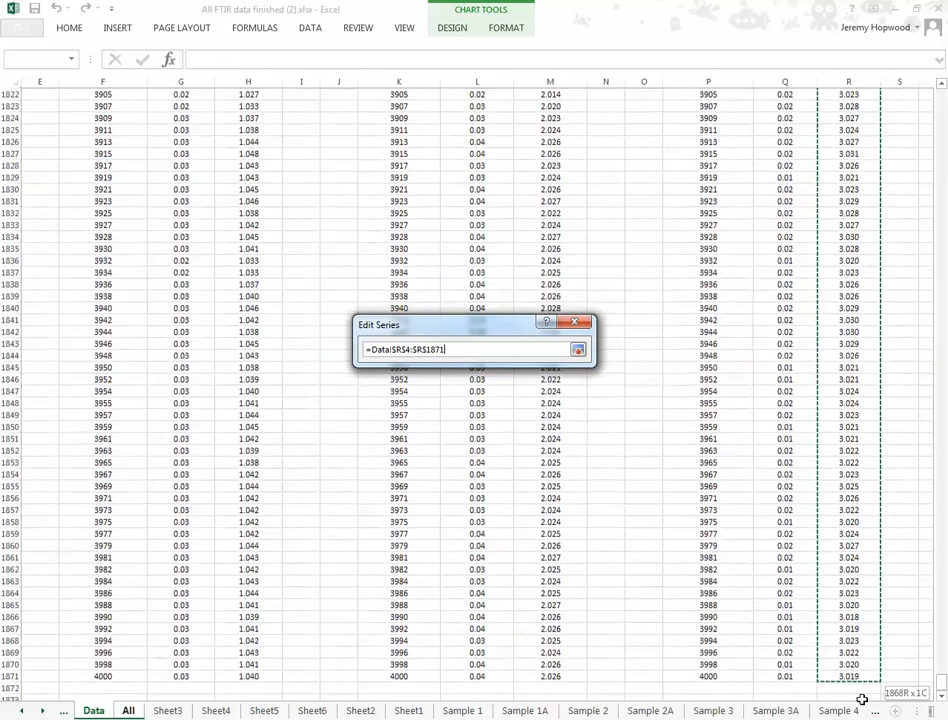 All FTIR data finished (2).xlsx - Excel
CHART TOOLS
HOME INSERT PAGE LAYOUT FORMULAS DATA REVIEW VIEW DESIGN FORMAT Jeremy Hopwood
fx
E F G H I J K L M N O P Q R S
1822 3905 0.02 1.027 3905 0.02 2.014 3905 0.02 3.023
1823 3907 0.02 1.033 3907 0.02 2.020 3907 0.02 3.028
1824 3909 0.03 1.037 3909 0.03 2.023 3909 0.02 3.027
1825 3911 0.03 1.038 3911 0.03 2.024 3911 0.02 3.024
1826 3913 0.03 1.044 3913 0.04 2.026 3913 0.02 3.027
1827 3915 0.03 1.048 3915 0.04 2.026 3915 0.02 3.031
1828 3917 0.03 1.043 3917 0.03 2.023 3917 0.02 3.026
1829 3919 0.03 1.043 3919 0.03 2.024 3919 0.01 3.021
1830 3921 0.03 1.045 3921 0.04 2.026 3921 0.02 3.023
1831 3923 0.03 1.046 3923 0.04 2.027 3923 0.02 3.029
1832 3925 0.03 1.038 3925 0.03 2.022 3925 0.02 3.028
1833 3927 0.03 1.042 3927 0.03 2.024 3927 0.02 3.027
1834 3928 0.03 1.045 3928 0.04 2.027 3928 0.02 3.030
1835 3930 0.03 1.041 3930 0.04 2.026 3930 0.02 3.028
1836 3932 0.02 1.033 3932 0.03 2.024 3932 0.01 3.020
1837 3934 0.02 1.033 3934 0.03 2.025 3934 0.02 3.023
1838 3936 0.03 1.037 3936 0.04 2.026 3936 0.02 3.029
1839 3938 0.03 1.040 3938 0.04 2.026 3938 0.02 3.026
1840 3940 0.03 1.040 3940 0.04 2.028 3940 0.02 3.029
1841 3942 0.03 1.042 3942 0.02 3.030
1842 3944 0.03 1.038 3944 0.02 3.029
1843 3946 0.03 1.045 3946 0.02 3.026
1844 3948 0.03 1.043 3948 0.02 3.023
Edit Series
=Data!$R$4:$R$1871
1845 3950 0.03 1.038 3950 0.01 3.021
1846 3952 0.03 1.039 3952 0.03 2.022 3952 0.01 3.021
1847 3954 0.03 1.040 3954 0.03 2.024 3954 0.02 3.024
1848 3955 0.03 1.041 3955 0.03 2.024 3955 0.02 3.024
1849 3957 0.03 1.044 3957 0.03 2.024 3957 0.02 3.023
1850 3959 0.03 1.045 3959 0.03 2.024 3959 0.01 3.021
1851 3961 0.03 1.042 3961 0.03 2.024 3961 0.02 3.021
1852 3963 0.03 1.039 3963 0.03 2.024 3963 0.02 3.022
1853 3965 0.03 1.038 3965 0.03 2.024 3965 0.02 3.022
1854 3967 0.03 1.042 3967 0.04 2.026 3967 0.02 3.023
1855 3969 0.03 1.044 3969 0.03 2.024 3969 0.02 3.025
1856 3971 0.03 1.042 3971 0.03 2.024 3971 0.02 3.026
1857 3973 0.03 1.042 3973 0.03 2.024 3973 0.02 3.022
1858 3975 0.03 1.042 3975 0.03 2.024 3975 0.01 3.020
1859 3977 0.03 1.042 3977 0.04 2.026 3977 0.02 3.024
1860 3979 0.03 1.044 3979 0.04 2.026 3979 0.02 3.027
1861 3981 0.03 1.043 3981 0.04 2.027 3981 0.02 3.024
1862 3982 0.03 1.042 3982 0.03 2.025 3982 0.01 3.020
1863 3984 0.03 1.043 3984 0.03 2.024 3984 0.02 3.022
1864 3986 0.03 1.044 3986 0.03 2.025 3986 0.02 3.023
1865 3988 0.03 1.041 3988 0.04 2.027 3988 0.01 3.020
1866 3990 0.03 1.039 3990 0.04 2.026 3990 0.01 3.018
1867 3992 0.03 1.041 3992 0.04 2.026 3992 0.01 3.019
1868 3994 0.03 1.042 3994 0.03 2.025 3994 0.02 3.023
1869 3996 0.03 1.043 3996 0.03 2.024 3996 0.02 3.022
1870 3998 0.03 1.041 3998 0.04 2.024 3998 0.01 3.020
1871 4000 0.03 1.040 4000 0.04 2.026 4000 0.01 3.019
1872
1868R x 1C
... Data All Sheet3 Sheet4 Sheet5 Sheet6 Sheet2 Sheet1 Sample 1 Sample 1A Sample 2 Sample 2A Sample 3 Sample 3A Sample 4 ...